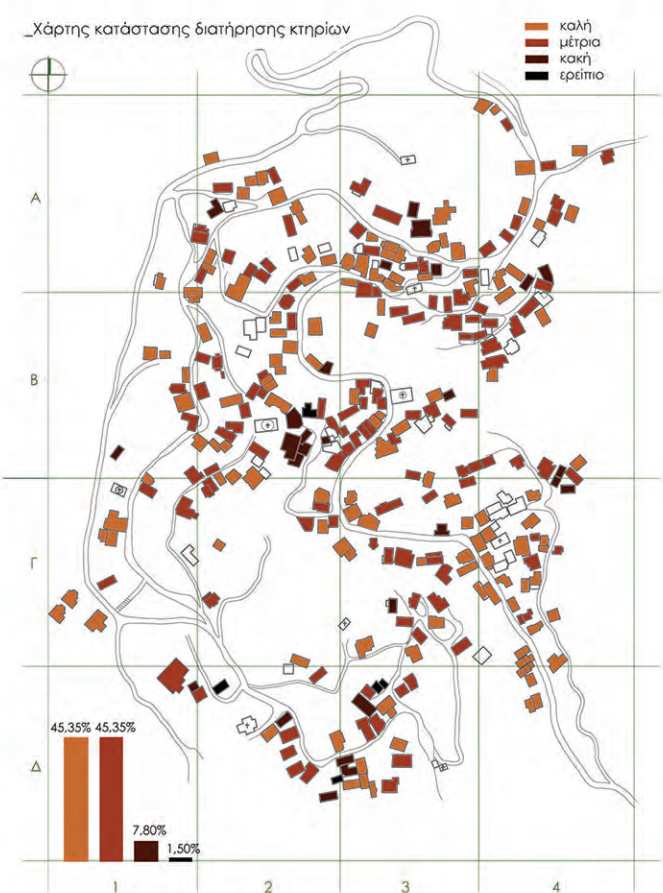 _Χάρτης κατάστασης διατήρησης κτηρίων
καλή
μέτρια
κακή
ερείπιο
Α
Β
Γ
Δ
45,35% 45,35%
7,80%
1,50%
1 2 3 4